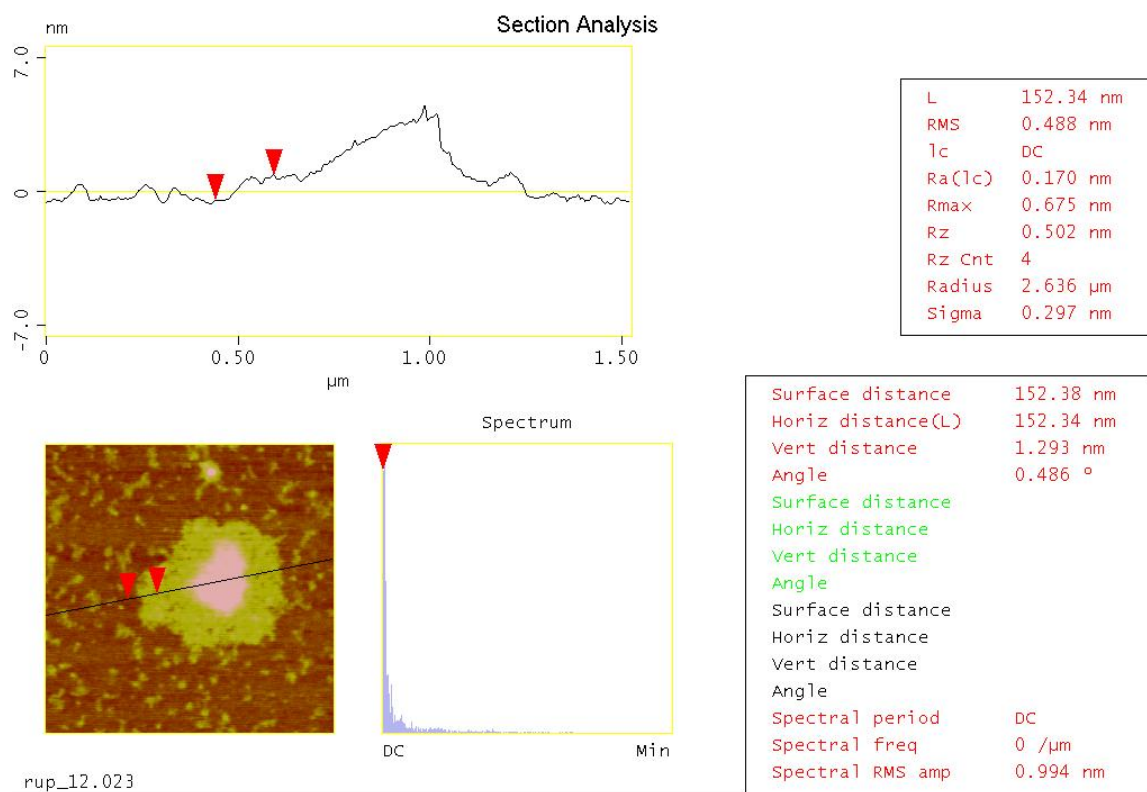 Section Analysis
nm
7.0
0
-7.0
0 0.50 1.00 1.50
µm
L 152.34 nm
RMS 0.488 nm
lc DC
Ra(lc) 0.170 nm
Rmax 0.675 nm
Rz 0.502 nm
Rz Cnt 4
Radius 2.636 µm
Sigma 0.297 nm
Surface distance 152.38 nm
Horiz distance(L) 152.34 nm
Vert distance 1.293 nm
Angle 0.486 º
Surface distance
Horiz distance
Vert distance
Angle
Surface distance
Horiz distance
Vert distance
Angle
Spectral period DC
Spectral freq 0 /µm
Spectral RMS amp 0.994 nm
Spectrum
DC Min
rup_12.023